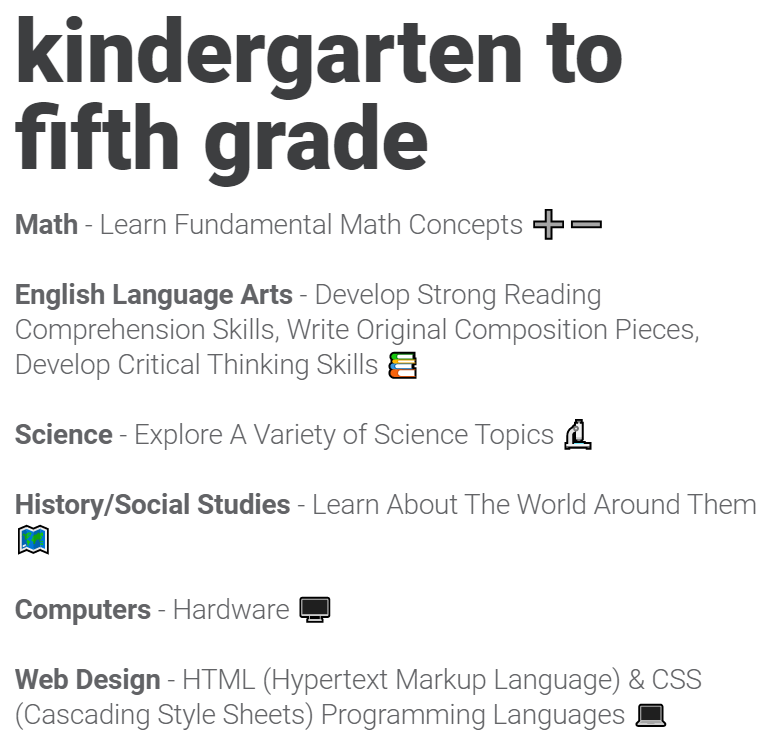 kindergarten to
fifth grade
Math - Learn Fundamental Math Concepts ➕➖
English Language Arts - Develop Strong Reading
Comprehension Skills, Write Original Composition Pieces,
Develop Critical Thinking Skills 📚
Science - Explore A Variety of Science Topics 🔬
History/Social Studies - Learn About The World Around Them
🗺️
Computers - Hardware 🖥️
Web Design - HTML (Hypertext Markup Language) & CSS
(Cascading Style Sheets) Programming Languages 💻